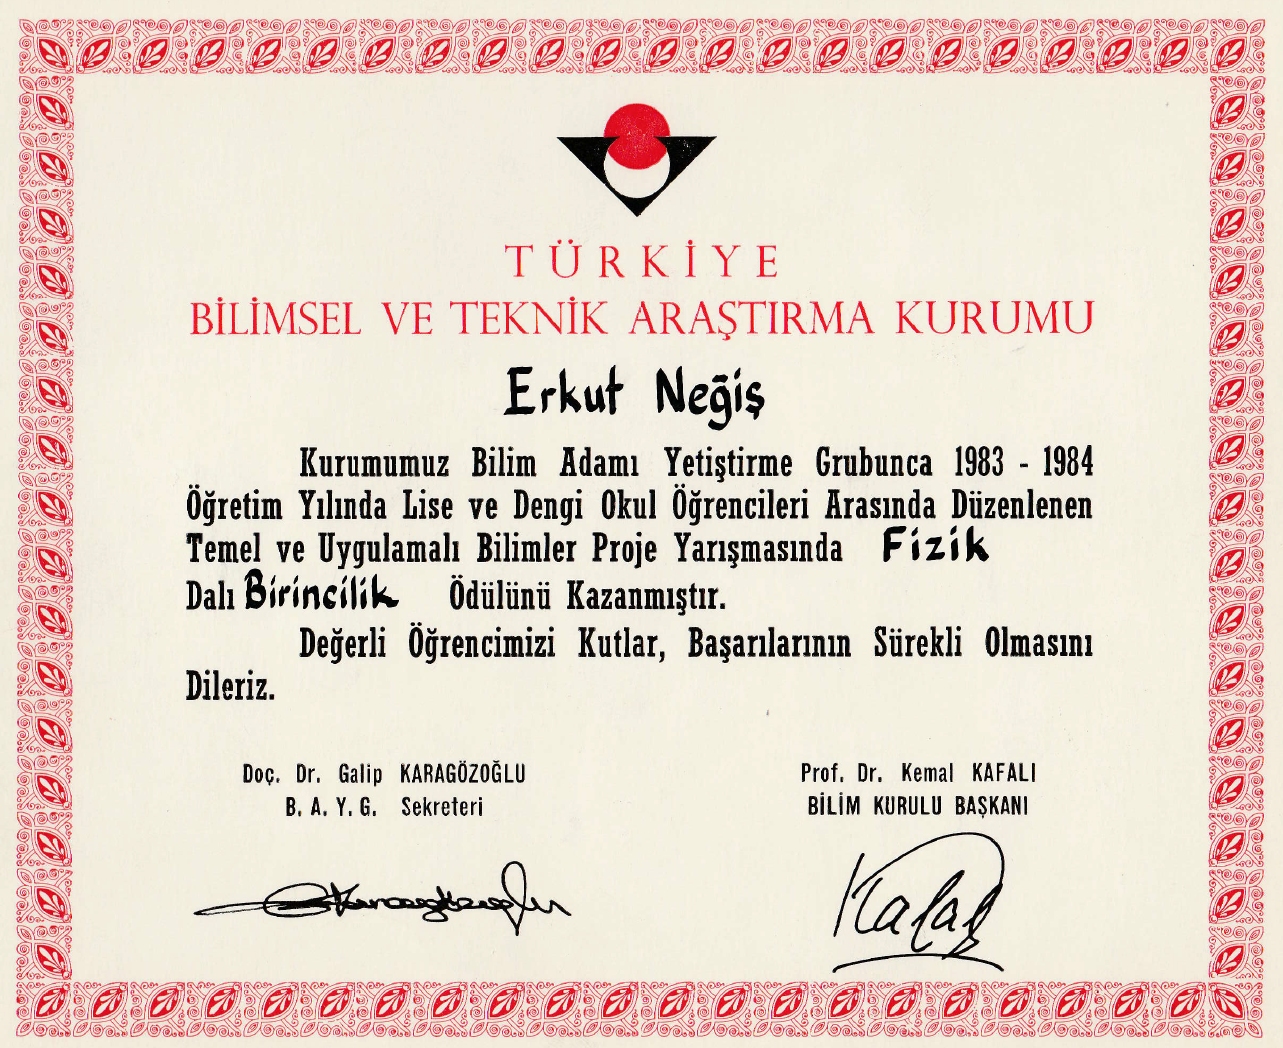 TÜRKİYE
BİLİMSEL VE TEKNİK ARAŞTIRMA KURUMU
Erkut Neğiş
Kurumumuz Bilim Adamı Yetiştirme Grubunca 1983 - 1984
Öğretim Yılında Lise ve Dengi Okul Öğrencileri Arasında Düzenlenen
Temel ve Uygulamalı Bilimler Proje Yarışmasında Fizik
Dalı Birincilik Ödülünü Kazanmıştır.
Değerli Öğrencimizi Kutlar, Başarılarının Sürekli Olmasını
Dileriz.
Doç. Dr. Galip KARAGÖZOĞLU
B. A. Y. G. Sekreteri
Prof. Dr. Kemal KAFALI
BİLİM KURULU BAŞKANI